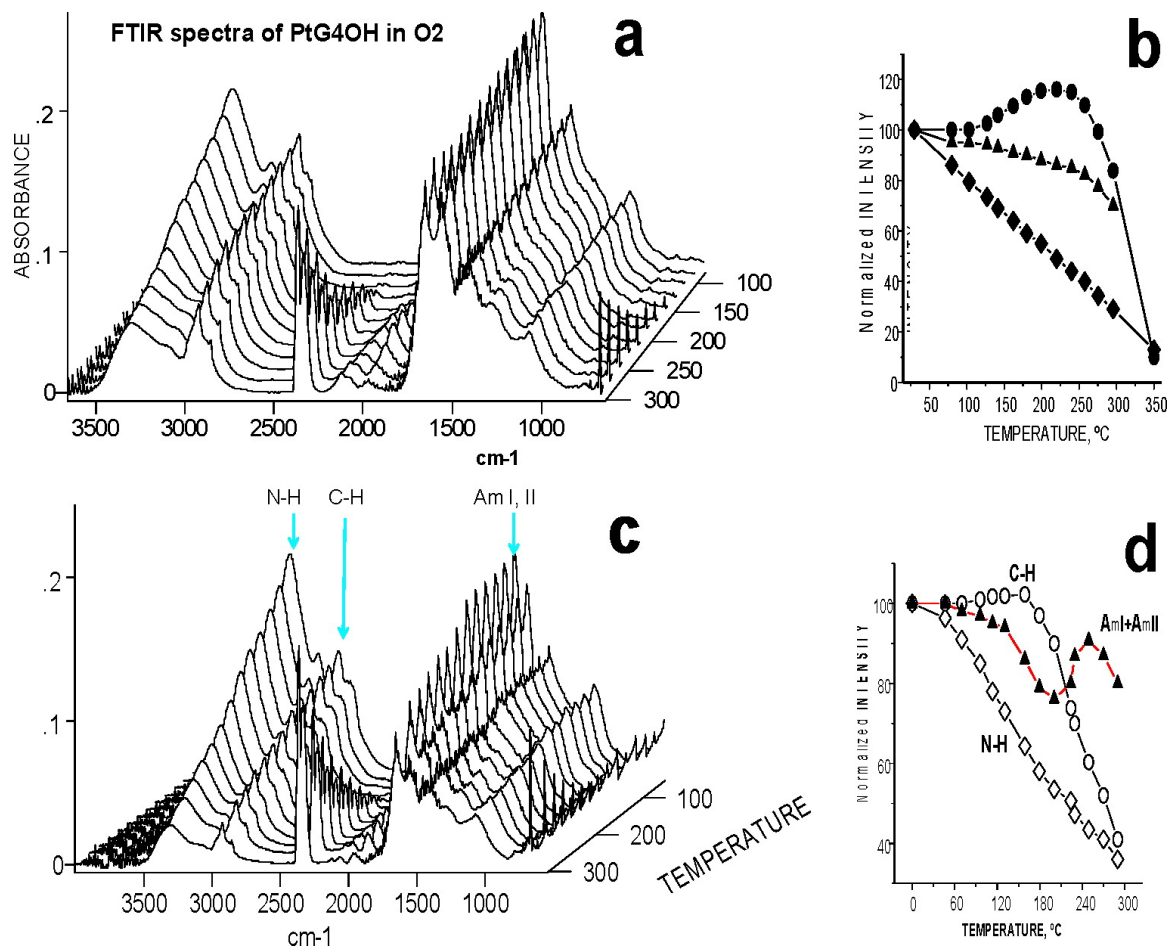 FTIR spectra of PtG4OH in O2
a
ABSORBANCE
.2
.1
0
100
150
200
250
300
3500 3000 2500 2000 1500 1000
cm-1
b
Normalized INTENSITY
120
100
80
60
40
20
0
50 100 150 200 250 300 350
TEMPERATURE, ºC
N-H C-H Am I, II
c
.2
.1
0
100
200
300
TEMPERATURE
3500 3000 2500 2000 1500 1000
cm-1
d
Normalized INTENSITY
100
80
60
40
C-H
AmI+AmII
N-H
0 60 120 180 240 300
TEMPERATURE, ºC